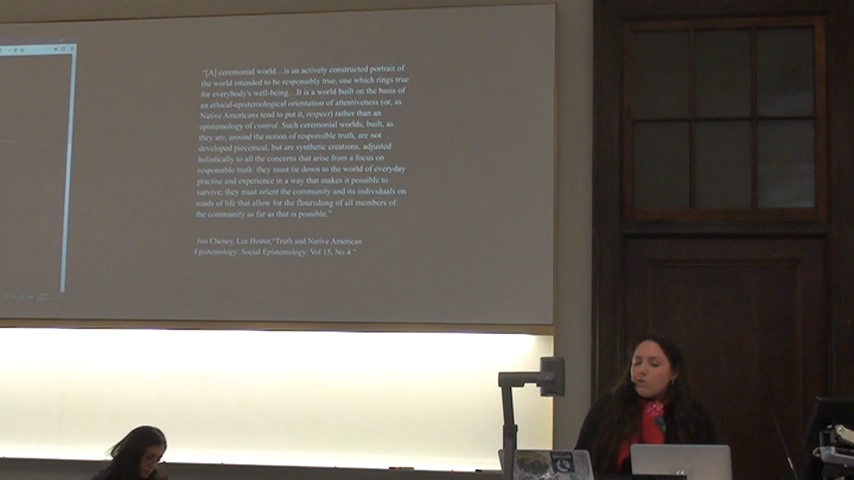 “[A] ceremonial world…is an actively constructed portrait of
the world intended to be responsibly true, one which rings true
for everybody's well-being…It is a world built on the basis of
an ethical-epistemological orientation of attentiveness (or, as
Native Americans tend to put it, respect) rather than an
epistemology of control. Such ceremonial worlds, built, as
they are, around the notion of responsible truth, are not
developed piecemeal, but are synthetic creations, adjusted
holistically to all the concerns that arise from a focus on
responsible truth: they must tie down to the world of everyday
practise and experience in a way that makes it possible to
survive; they must orient the community and its individuals on
roads of life that allow for the flourishing of all members of
the community as far as that is possible.”
Jim Cheney, Lee Hester,“Truth and Native American
Epistemology: Social Epistemology: Vol 15, No 4.”